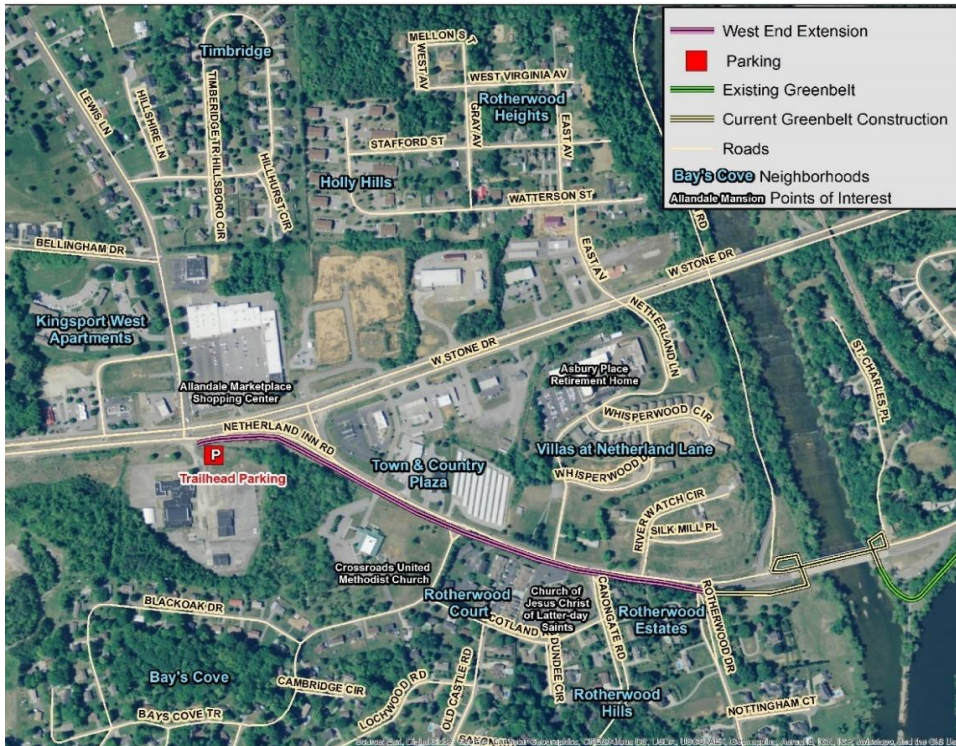 West End Extension
P Parking
Existing Greenbelt
Current Greenbelt Construction
Roads
Bay's Cove Neighborhoods
Allandale Mansion Points of Interest
Timbridge
MELLON ST
WEST AV
WEST VIRGINIA AV
Rotherwood
Heights
LEWIS LN
HILLSHIRE LN
TIMBERIDGE TR
HILLSBORO CIR
HILLHURST CIR
GRAY AV
EAST AV
STAFFORD ST
Holly Hills
WATTERSON ST
RD
BELLINGHAM DR
EAST AV
W STONE DR
NETHERLAND LN
Kingsport West
Apartments
W STONE DR
ST. CHARLES PL
Allandale Marketplace
Shopping Center
Asbury Place
Retirement Home
WHISPERWOOD CIR
NETHERLAND INN RD
P
Trailhead Parking
Town & Country
Plaza
Villas at Netherland Lane
WHISPERWOOD
RIVERWATCH CIR
SILK MILL PL
Crossroads United
Methodist Church
Rotherwood
Court
Church of
Jesus Christ
of Latter-day
Saints
CANONGATE RD
Rotherwood
Estates
ROTHERWOOD DR
BLACKOAK DR
SCOTLAND RD
DUNDEE CIR
Bay's Cove
CAMBRIDGE CIR
LOCHWOOD RD
OLD CASTLE RD
Rotherwood
Hills
BAYS COVE TR
NOTTINGHAM CT